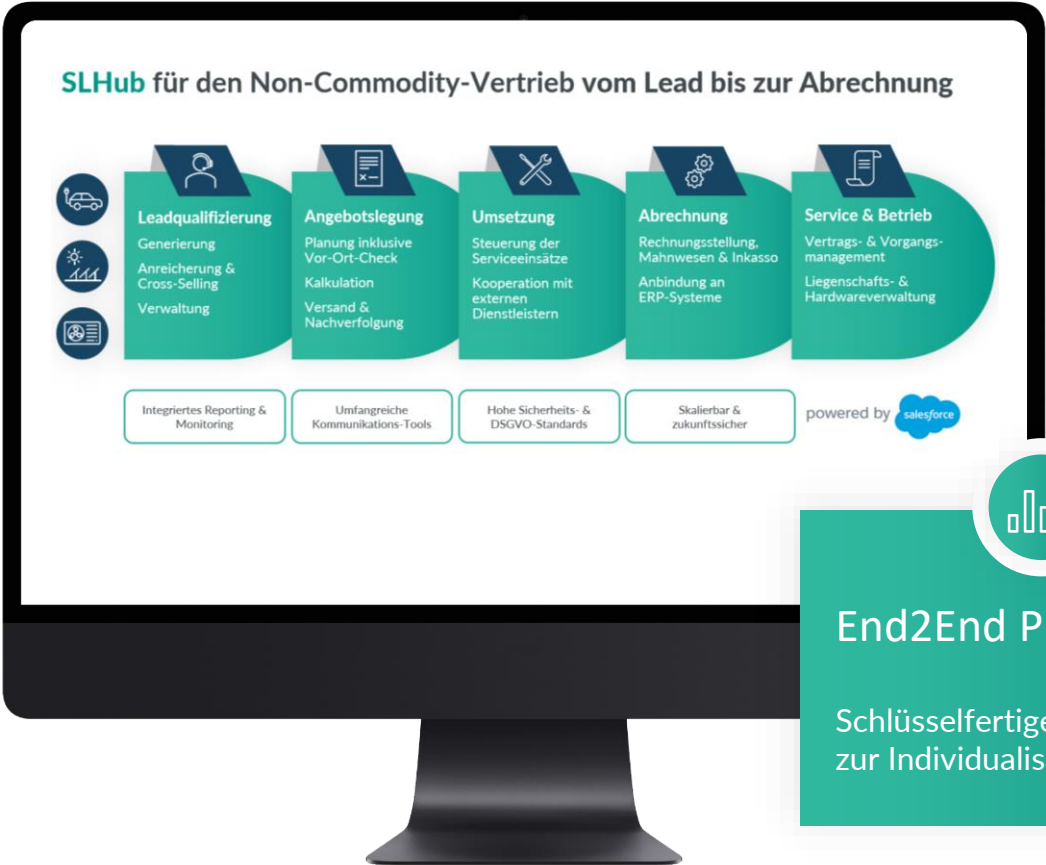 SLHub für den Non-Commodity-Vertrieb vom Lead bis zur Abrechnung
Leadqualifizierung
Generierung
Anreicherung &
Cross-Selling
Verwaltung
Angebotslegung
Planung inklusive
Vor-Ort-Check
Kalkulation
Versand &
Nachverfolgung
Umsetzung
Steuerung der
Serviceeinsätze
Kooperation mit
externen
Dienstleistern
Abrechnung
Rechnungsstellung,
Mahnwesen & Inkasso
Anbindung an
ERP-Systeme
Service & Betrieb
Vertrags- & Vorgangs-
management
Liegenschafts- &
Hardwareverwaltung
Integriertes Reporting &
Monitoring
Umfangreiche
Kommunikations-Tools
Hohe Sicherheits- &
DSGVO-Standards
Skalierbar &
zukunftssicher
powered by salesforce
End2End P
Schlüsselfertige
zur Individualis